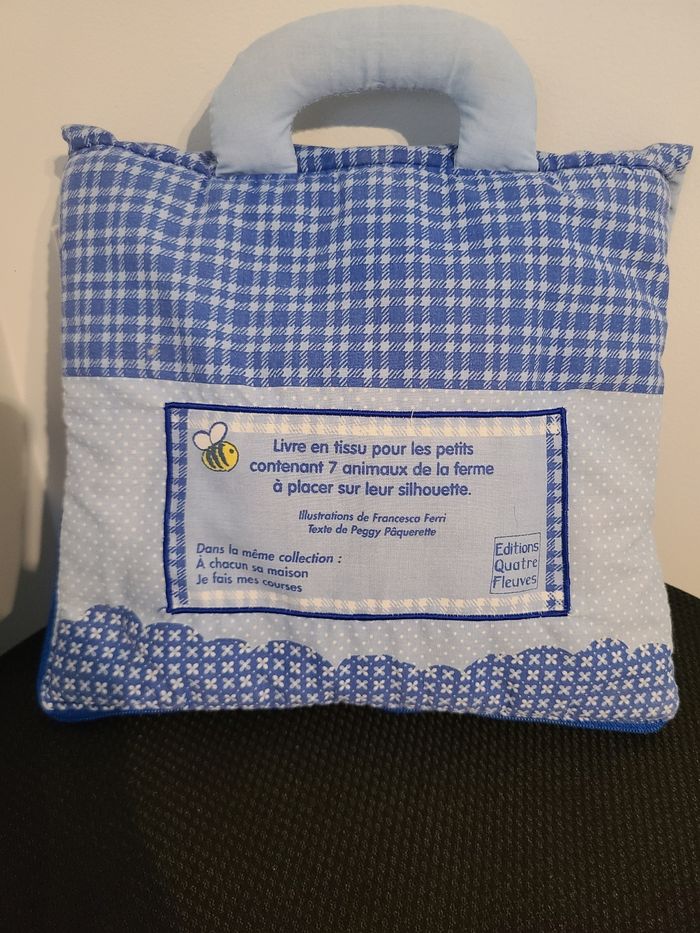 Livre en tissu pour les petits
contenant 7 animaux de la ferme
à placer sur leur silhouette.
Illustrations de Francesca Ferri
Texte de Peggy Pâquerette
Dans la même collection :
À chacun sa maison
Je fais mes courses
Editions
Quatre
Fleuves